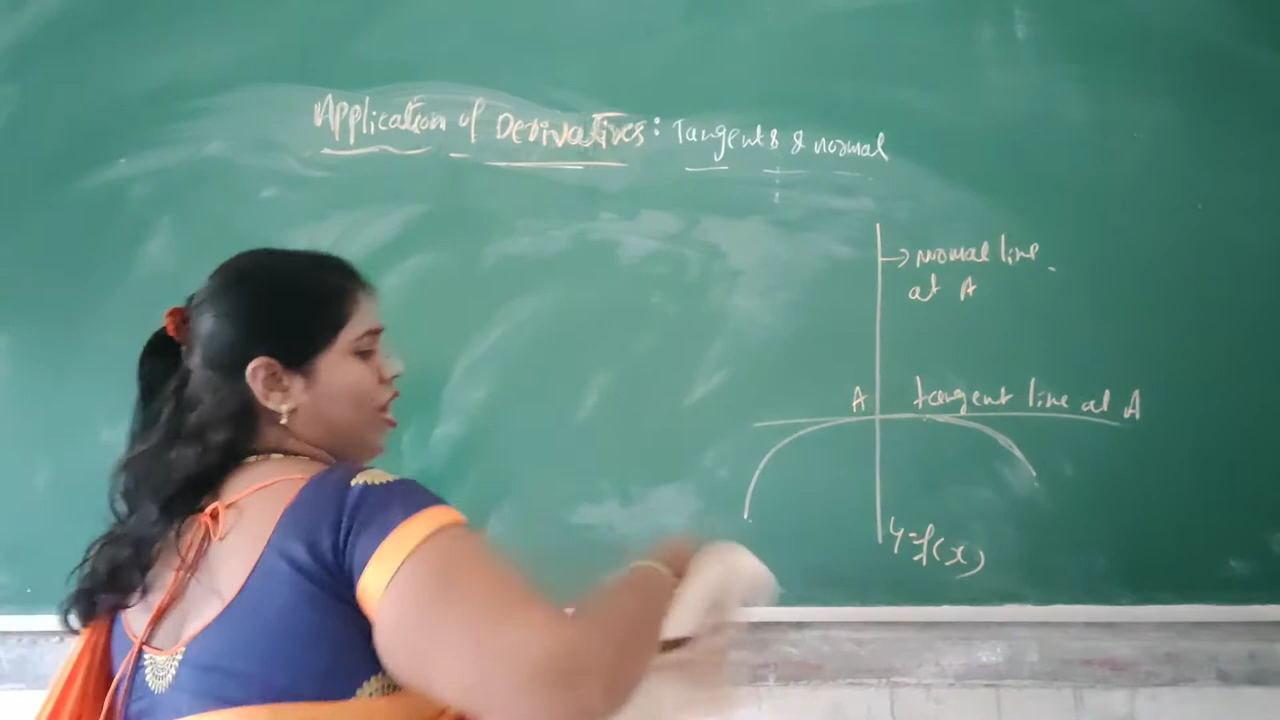 Application of Derivatives: Tangents & normal
normal line
at A
A
tangent line at A
y=f(x)